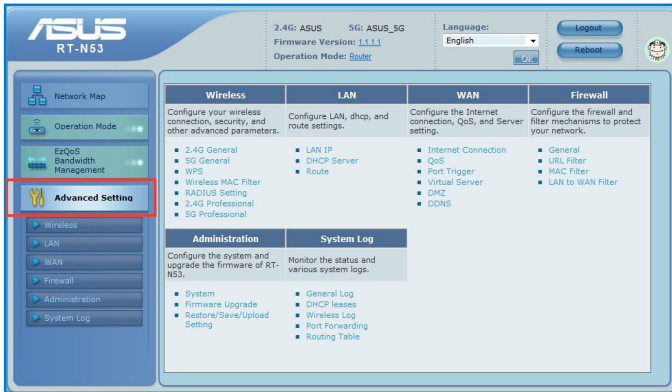 ASUS
RT-N53
2.4G: ASUS 5G: ASUS_5G
Firmware Version: 1.1.1.1
Operation Mode: Router
Language:
English
OK
Logout
Reboot
Network Map
Operation Mode
EzQoS
Bandwidth
Management
Advanced Setting
Wireless
LAN
WAN
Firewall
Administration
System Log
Wireless
Configure your wireless
connection, security, and
other advanced parameters.
2.4G General
5G General
WPS
Wireless MAC Filter
RADIUS Setting
2.4G Professional
5G Professional
LAN
Configure LAN, dhcp, and
route settings.
LAN IP
DHCP Server
Route
WAN
Configure the Internet
connection, QoS, and Server
setting.
Internet Connection
QoS
Port Trigger
Virtual Server
DMZ
DDNS
Firewall
Configure the firewall and
filter mechanisms to protect
your network.
General
URL Filter
MAC Filter
LAN to WAN Filter
Administration
Configure the system and
upgrade the firmware of RT-
N53.
System
Firmware Upgrade
Restore/Save/Upload
Setting
System Log
Monitor the status and
various system logs.
General Log
DHCP leases
Wireless Log
Port Forwarding
Routing Table